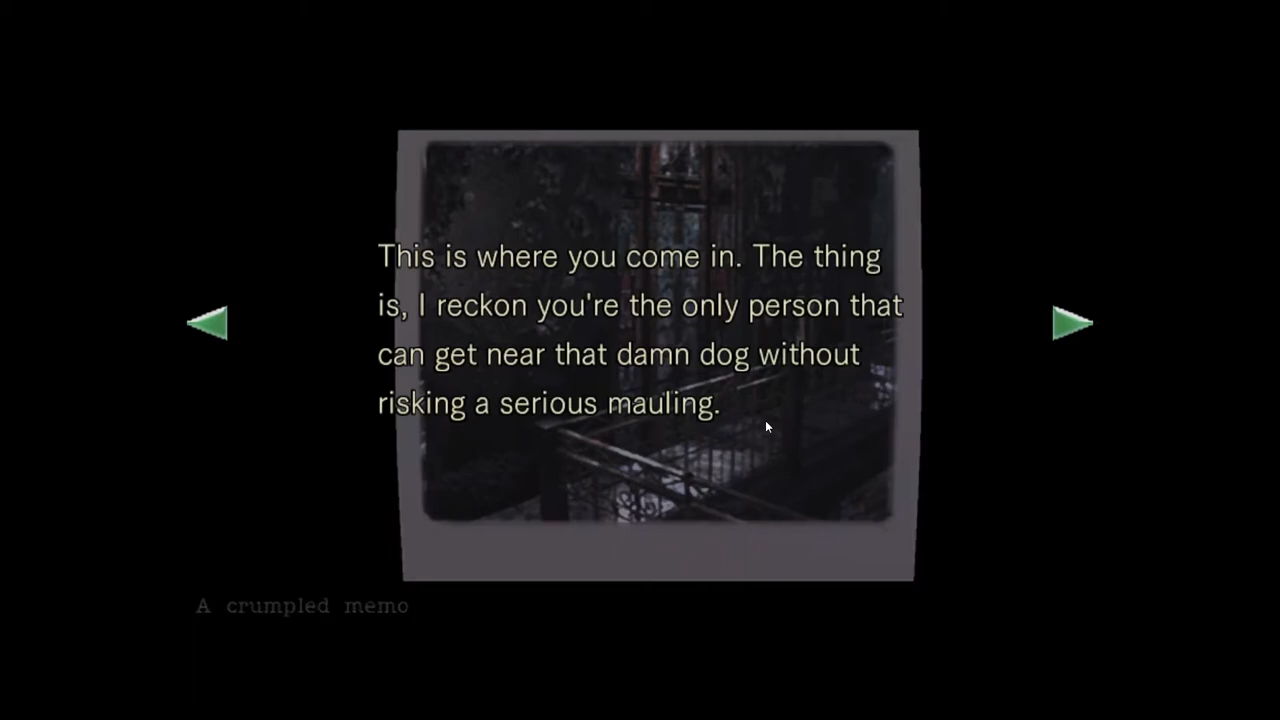 This is where you come in. The thing
is, I reckon you're the only person that
can get near that damn dog without
risking a serious mauling.
A crumpled memo